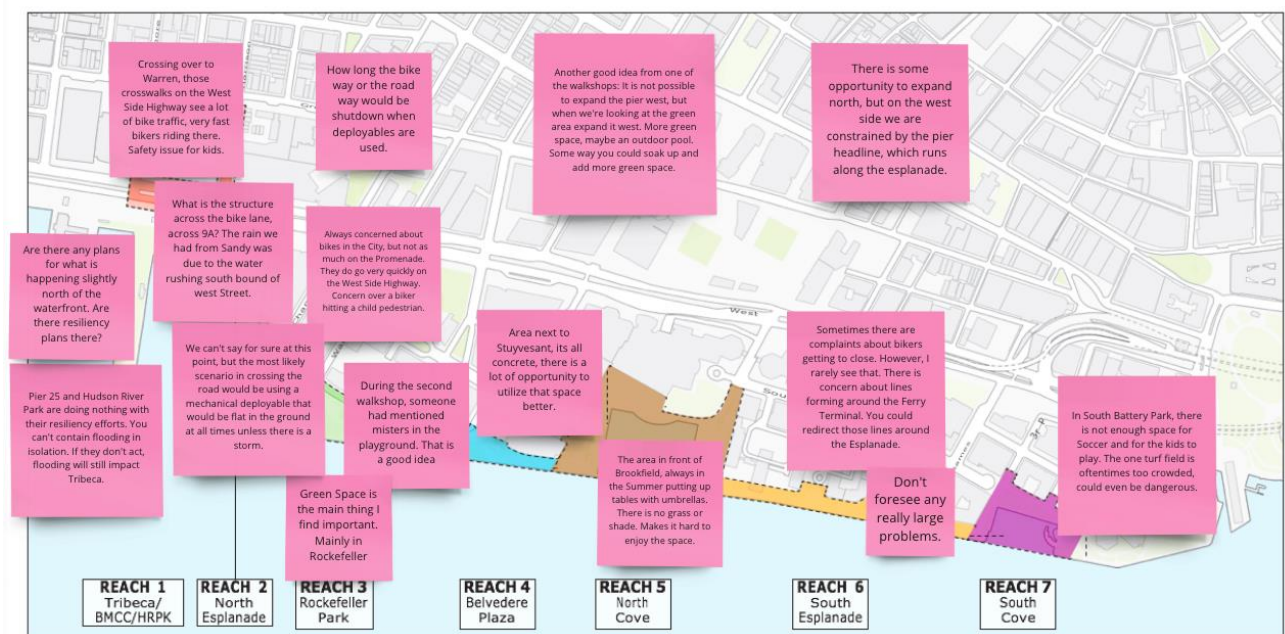 Crossing over to
Warren, those
crosswalks on the West
Side Highway see a lot
of bike traffic, very fast
bikers riding there.
Safety issue for kids.
How long the bike
way or the road
way would be
shutdown when
deployables are
used.
Another good idea from one of
the walkshops: It is not possible
to expand the pier west, but
when we're looking at the green
area expand it west. More green
space, maybe an outdoor pool.
Some way you could soak up and
add more green space.
There is some
opportunity to expand
north, but on the west
side we are
constrained by the pier
headline, which runs
along the esplanade.
What is the structure
across the bike lane,
across 9A? The rain we
had from Sandy was
due to the water
rushing south bound of
west Street.
Always concerned about
bikes in the City, but not as
much on the Promenade.
They do go very quickly on
the West Side Highway.
Concern over a biker
hitting a child pedestrian.
Are there any plans
for what is
happening slightly
north of the
waterfront. Are
there resiliency
plans there?
We can't say for sure at this
point, but the most likely
scenario in crossing the
road would be using a
mechanical deployable that
would be flat in the ground
at all times unless there is a
storm.
Area next to
Stuyvesant, its all
concrete, there is a
lot of opportunity to
utilize that space
better.
West
Sometimes there are
complaints about bikers
getting to close. However, I
rarely see that. There is
concern about lines
forming around the Ferry
Terminal. You could
redirect those lines around
the Esplanade.
Pier 25 and Hudson River
Park are doing nothing with
their resiliency efforts. You
can't contain flooding in
isolation. If they don't act,
flooding will still impact
Tribeca.
During the second
walkshop, someone
had mentioned
misters in the
playground. That is
a good idea
In South Battery Park, there
is not enough space for
Soccer and for the kids to
play. The one turf field is
oftentimes too crowded,
could even be dangerous.
The area in front of
Brookfield, always in
the Summer putting up
tables with umbrellas.
There is no grass or
shade. Makes it hard to
enjoy the space.
Green Space is
the main thing I
find important.
Mainly in
Rockefeller
Don't
foresee any
really large
problems.
REACH 1
Tribeca/
BMCC/HRPK
REACH 2
North
Esplanade
REACH 3
Rockefeller
Park
REACH 4
Belvedere
Plaza
REACH 5
North
Cove
REACH 6
South
Esplanade
REACH 7
South
Cove